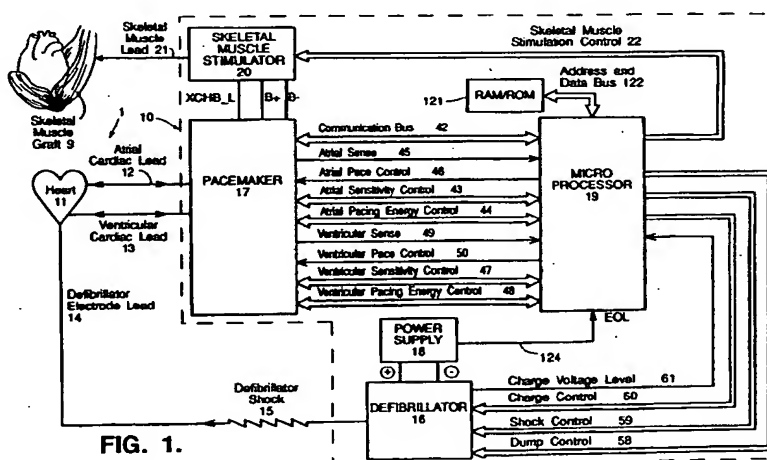 Skeletal
Muscle
Lead 21
SKELETAL
MUSCLE
STIMULATOR
20
Skeletal Muscle
Stimulation Control 22
Address and
Data Bus 122
RAM/ROM
121
XCHB_L
B+
B-
10
1
Skeletal
Muscle
Graft 9
Atrial
Cardiac Lead
12
Heart
11
Ventricular
Cardiac Lead
13
PACEMAKER
17
Communication Bus 42
Atrial Sense 45
Atrial Pace Control 46
Atrial Sensitivity Control 43
Atrial Pacing Energy Control 44
Ventricular Sense 49
Ventricular Pace Control 50
Ventricular Sensitivity Control 47
Ventricular Pacing Energy Control 48
MICRO
PROCESSOR
19
Defibrillator
Electrode Lead
14
POWER
SUPPLY
18
EOL
124
+
-
Defibrillator
Shock
15
DEFIBRILLATOR
16
Charge Voltage Level 61
Charge Control 60
Shock Control 59
Dump Control 58
FIG. 1.